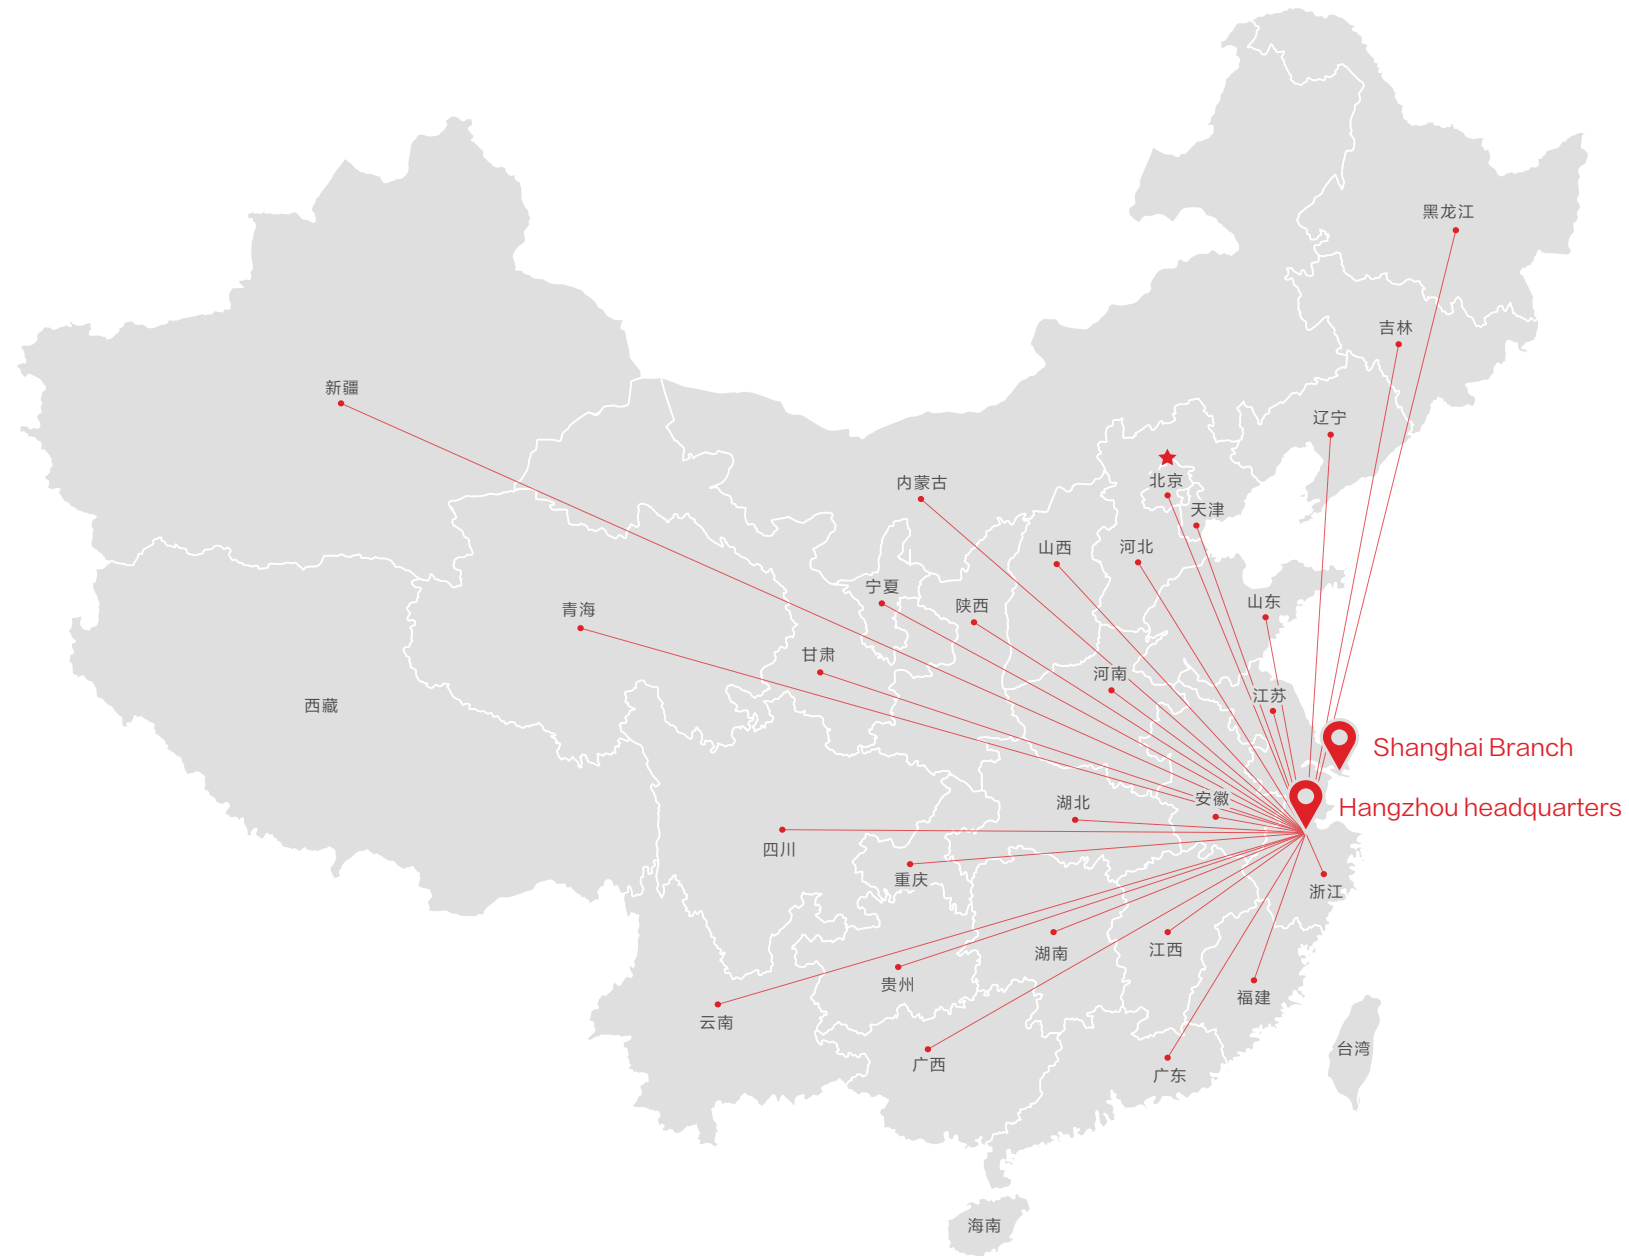 黑龙江
吉林
新疆
辽宁
内蒙古
北京
天津
山西
河北
宁夏
陕西
山东
青海
甘肃
河南
江苏
西藏
Shanghai Branch
湖北
安徽
Hangzhou headquarters
四川
重庆
浙江
湖南
江西
贵州
福建
云南
台湾
广西
广东
海南